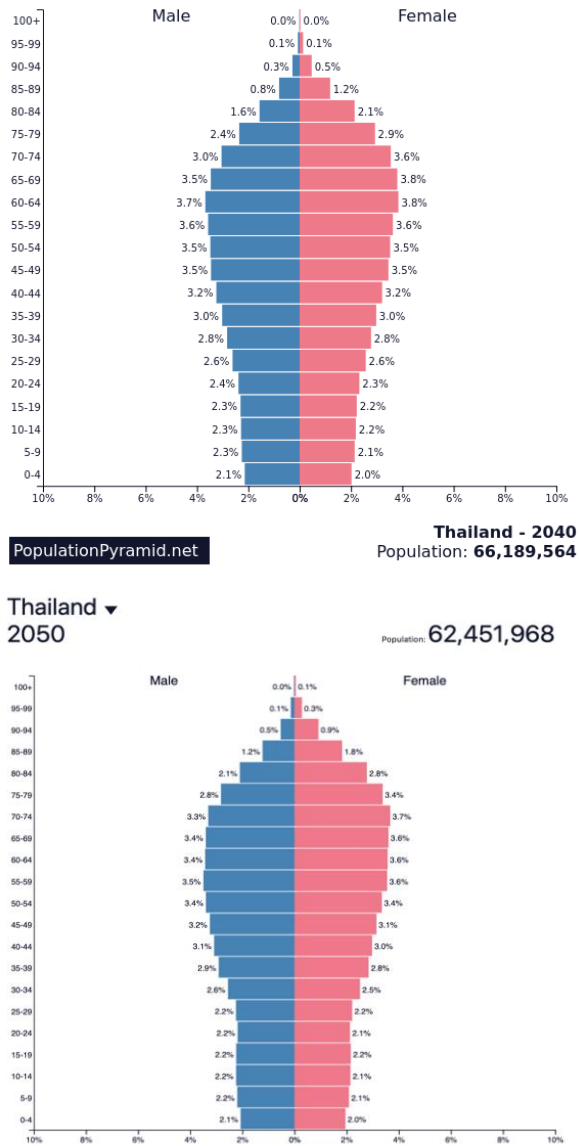 Male Female
100+ 0.0% 0.0%
95-99 0.1% 0.1%
90-94 0.3% 0.5%
85-89 0.8% 1.2%
80-84 1.6% 2.1%
75-79 2.4% 2.9%
70-74 3.0% 3.6%
65-69 3.5% 3.8%
60-64 3.7% 3.8%
55-59 3.6% 3.6%
50-54 3.5% 3.5%
45-49 3.5% 3.5%
40-44 3.2% 3.2%
35-39 3.0% 3.0%
30-34 2.8% 2.8%
25-29 2.6% 2.6%
20-24 2.4% 2.3%
15-19 2.3% 2.2%
10-14 2.3% 2.2%
5-9 2.3% 2.1%
0-4 2.1% 2.0%
10% 8% 6% 4% 2% 0% 2% 4% 6% 8% 10%
Thailand - 2040
PopulationPyramid.net Population: 66,189,564
Thailand
2050 Population: 62,451,968
Male Female
100+ 0.0% 0.1%
95-99 0.1% 0.3%
90-94 0.5% 0.9%
85-89 1.2% 1.8%
80-84 2.1% 2.8%
75-79 2.8% 3.4%
70-74 3.3% 3.7%
65-69 3.4% 3.6%
60-64 3.4% 3.6%
55-59 3.5% 3.6%
50-54 3.4% 3.4%
45-49 3.2% 3.1%
40-44 3.1% 3.0%
35-39 2.9% 2.8%
30-34 2.6% 2.5%
25-29 2.2% 2.2%
20-24 2.2% 2.1%
15-19 2.2% 2.2%
10-14 2.2% 2.1%
5-9 2.2% 2.1%
0-4 2.1% 2.0%
10% 8% 6% 4% 2% 0% 2% 4% 6% 8% 10%